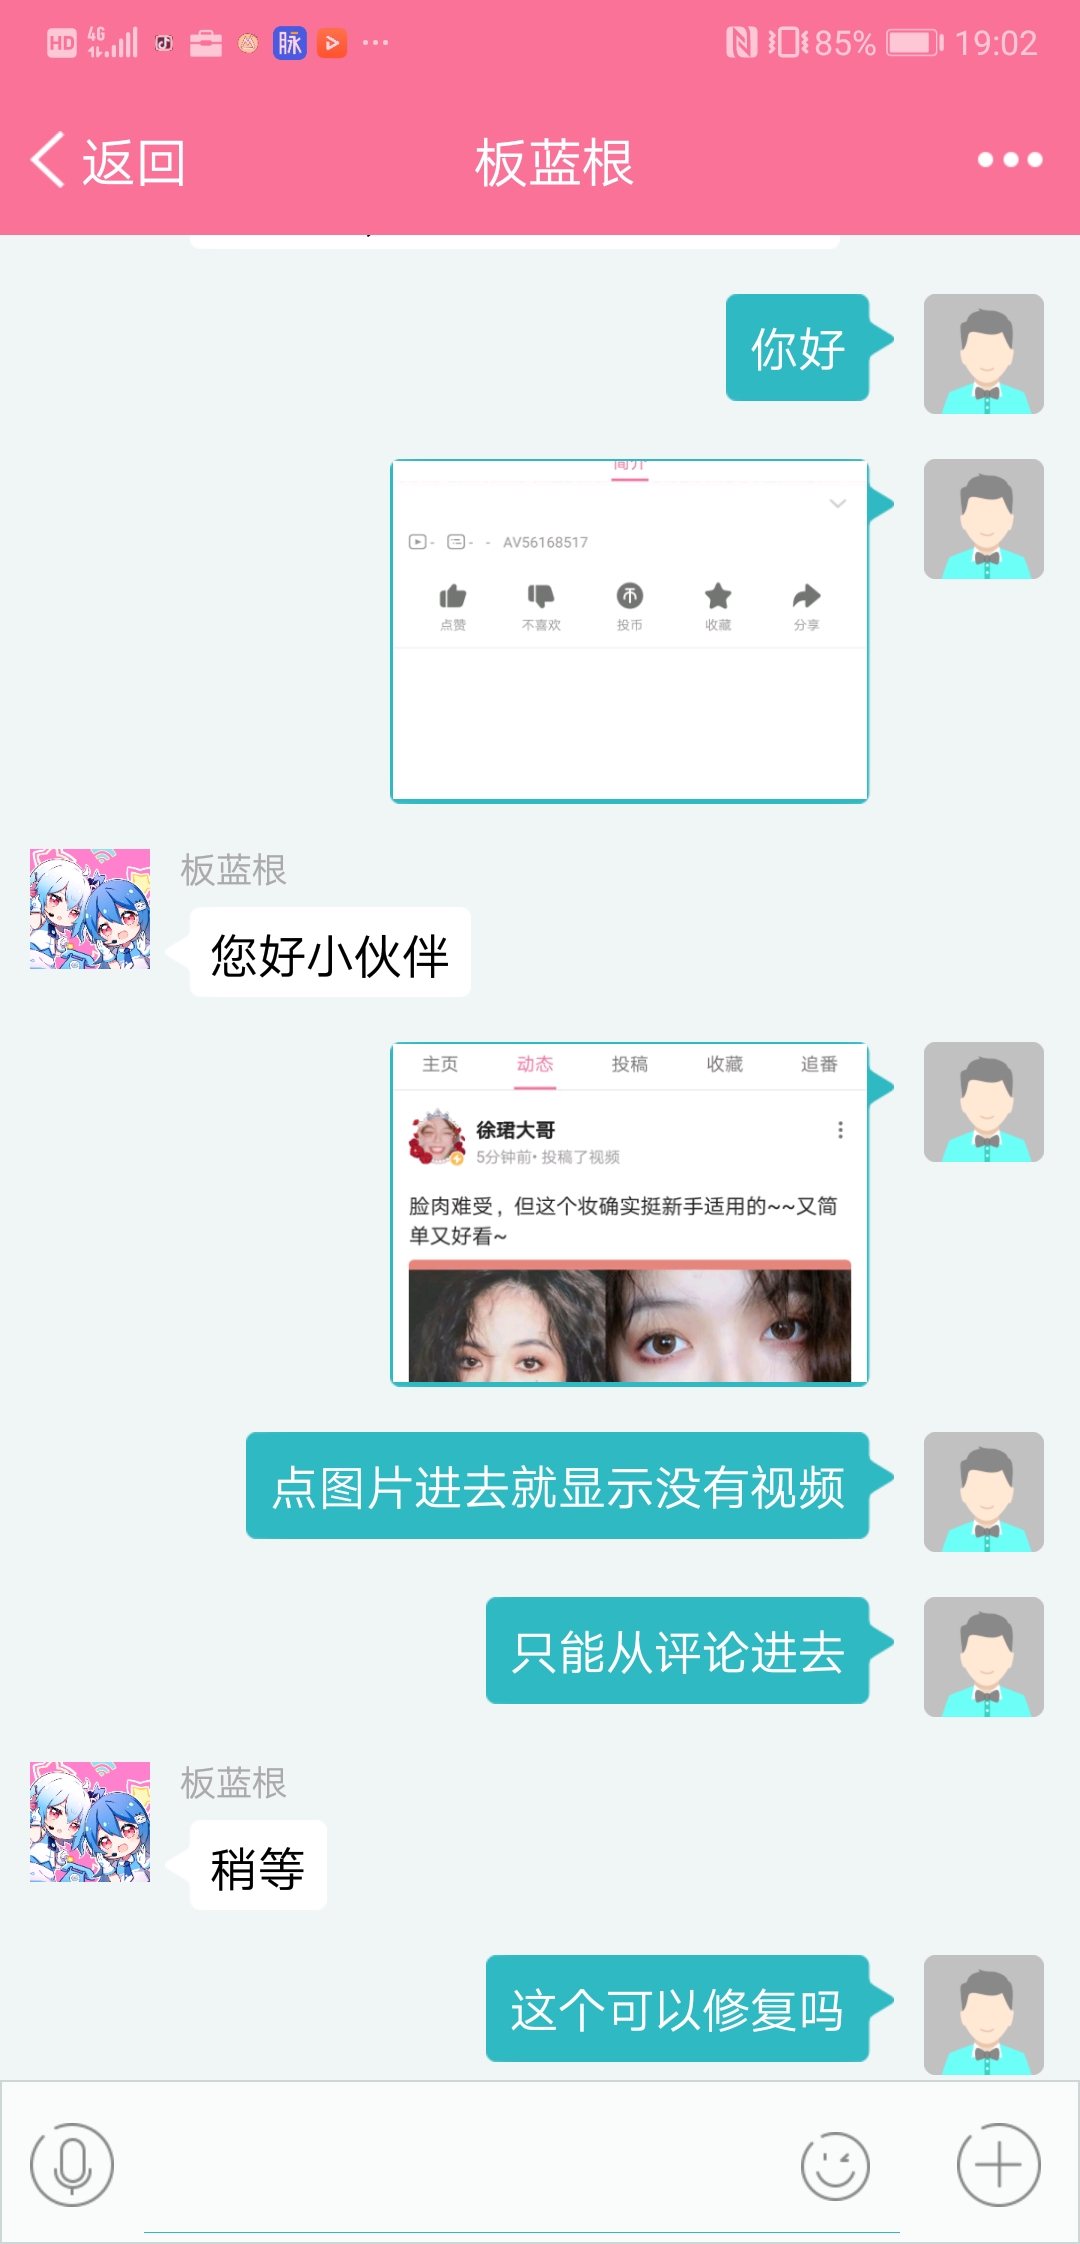 HD 4G 脉 85% 19:02
返回 板蓝根
你好
简介
- - - AV56168517
点赞 不喜欢 投币 收藏 分享
板蓝根
您好小伙伴
主页 动态 投稿 收藏 追番
徐珺大哥
5分钟前• 投稿了视频
脸肉难受，但这个妆确实挺新手适用的~~又简
单又好看~
点图片进去就显示没有视频
只能从评论进去
板蓝根
稍等
这个可以修复吗